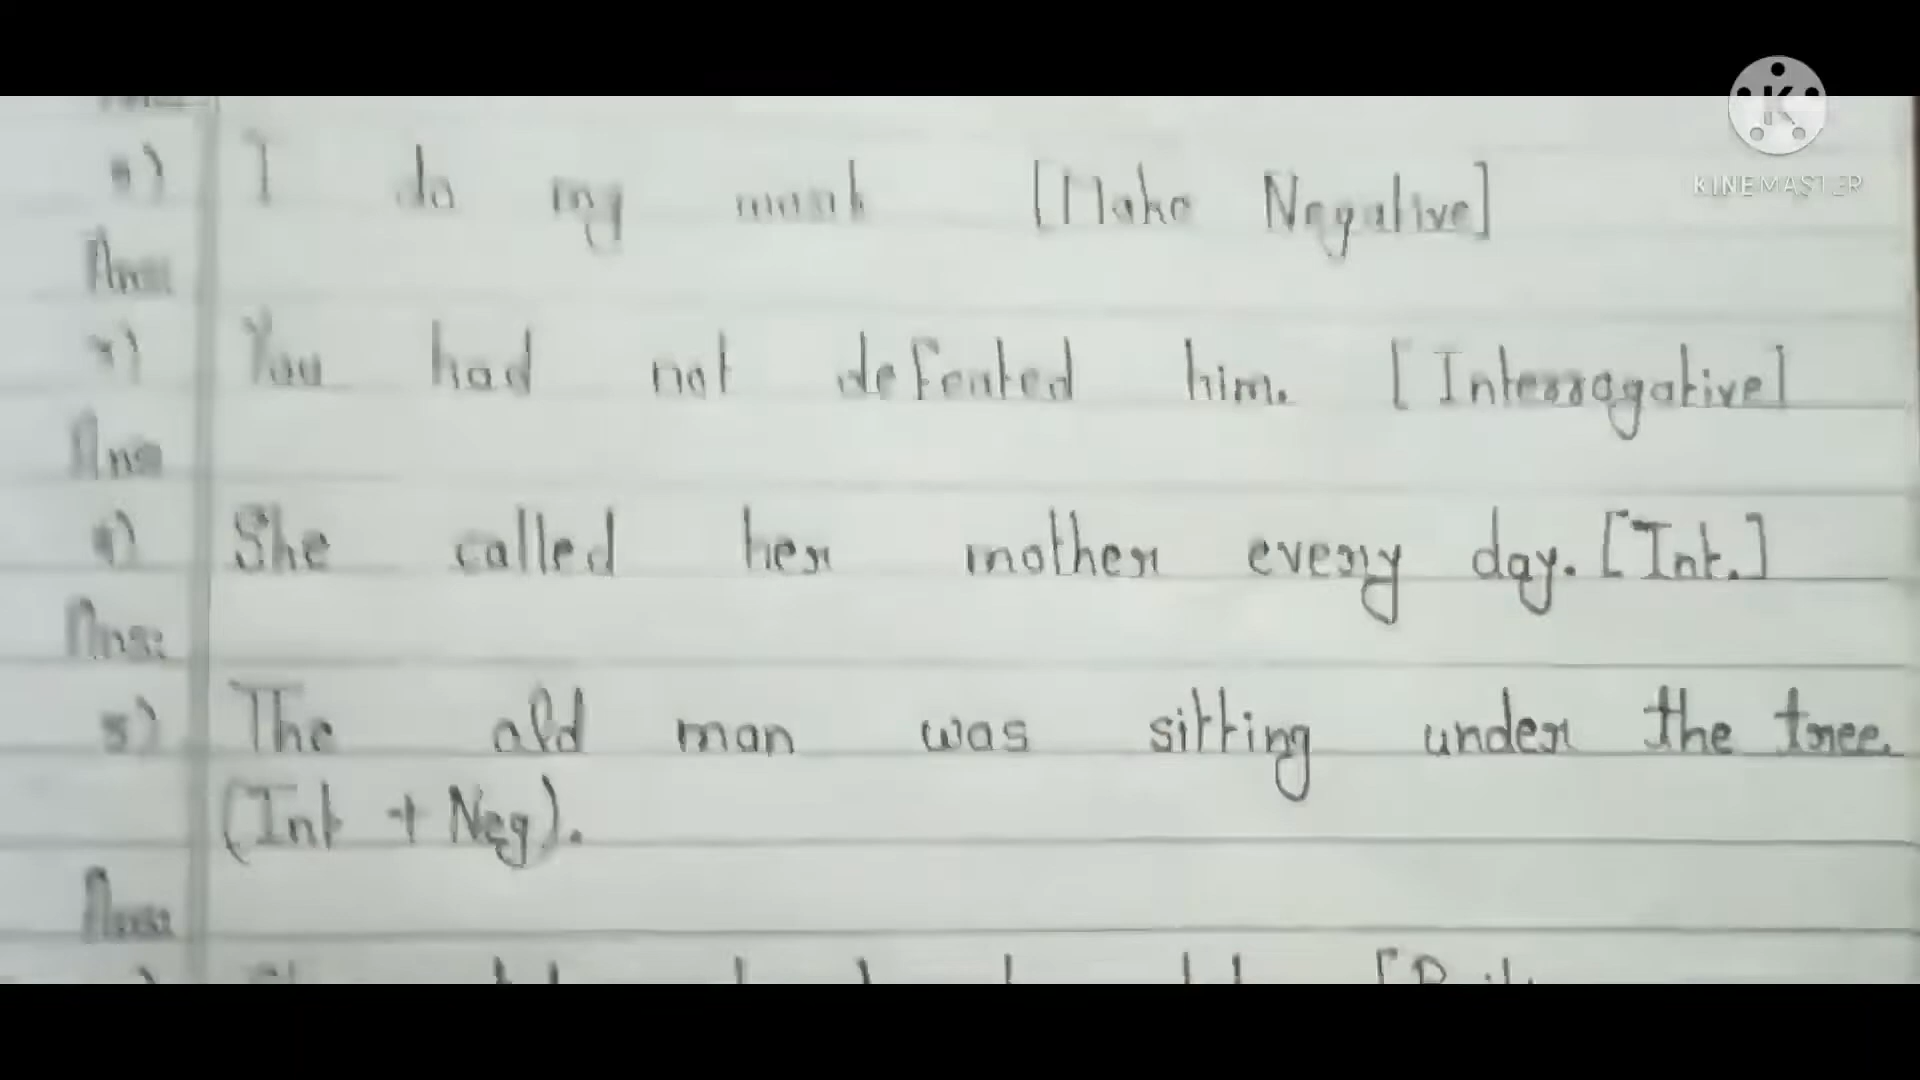 I do my work [Make Negative]
Ans:
You had not defeated him. [Interrogative]
Ans:
She called her mother every day. [Int.]
Ans:
5) The old man was sitting under the tree.
(Int + Neg).
Ans:
KINEMASTER